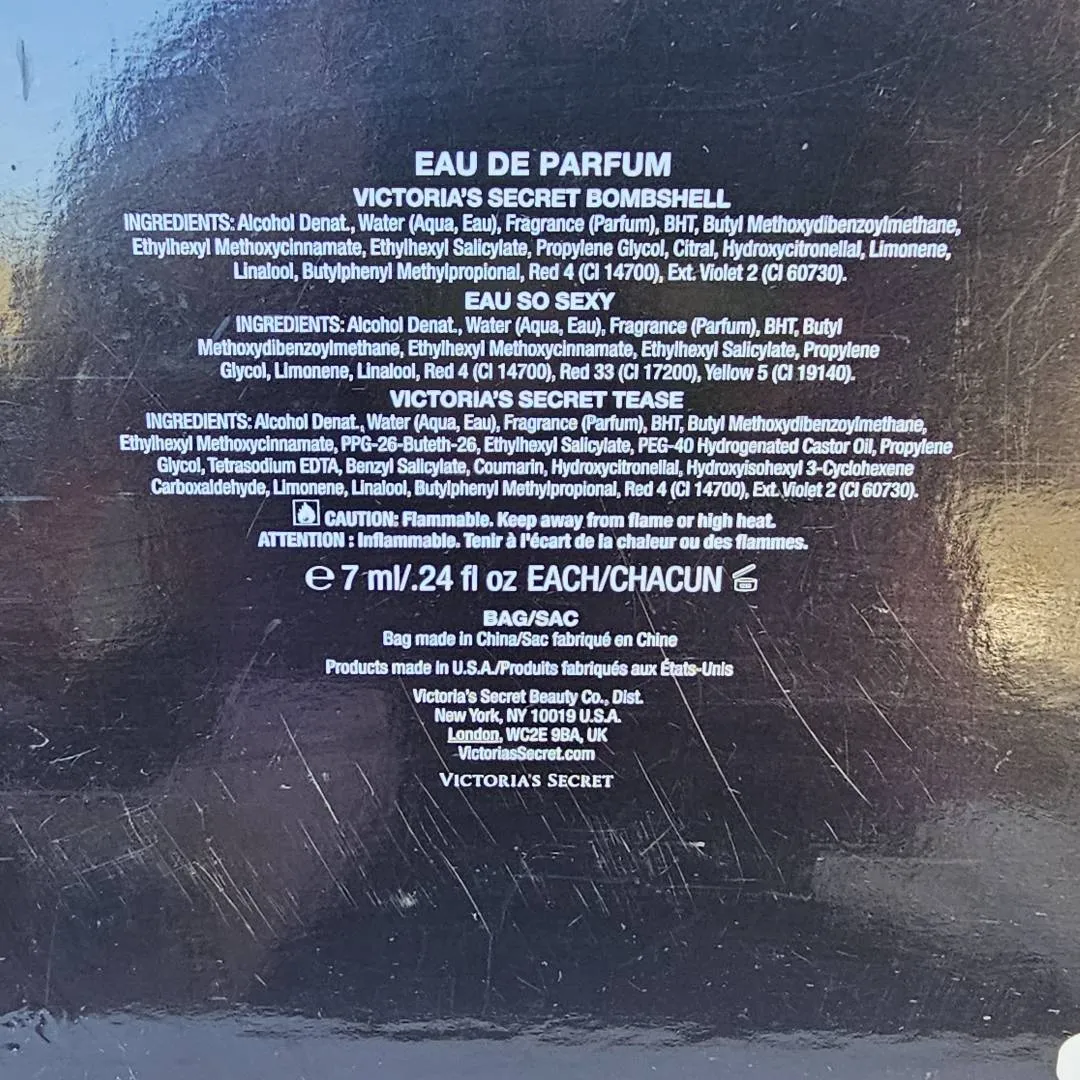 EAU DE PARFUM
VICTORIA'S SECRET BOMBSHELL
INGREDIENTS: Alcohol Denat., Water (Aqua, Eau), Fragrance (Parfum), BHT, Butyl Methoxydibenzoylmethane,
Ethylhexyl Methoxycinnamate, Ethylhexyl Salicylate, Propylene Glycol, Citral, Hydroxycitronellal, Limonene,
Linalool, Butylphenyl Methylpropional, Red 4 (CI 14700), Ext. Violet 2 (CI 60730).
EAU SO SEXY
INGREDIENTS: Alcohol Denat., Water (Aqua, Eau), Fragrance (Parfum), BHT, Butyl
Methoxydibenzoylmethane, Ethylhexyl Methoxycinnamate, Ethylhexyl Salicylate, Propylene
Glycol, Limonene, Linalool, Red 4 (CI 14700), Red 33 (CI 17200), Yellow 5 (CI 19140).
VICTORIA'S SECRET TEASE
INGREDIENTS: Alcohol Denat., Water (Aqua, Eau), Fragrance (Parfum), BHT, Butyl Methoxydibenzoylmethane,
Ethylhexyl Methoxycinnamate, PPG-26-Buteth-26, Ethylhexyl Salicylate, PEG-40 Hydrogenated Castor Oil, Propylene
Glycol, Tetrasodium EDTA, Benzyl Salicylate, Coumarin, Hydroxycitronellal, Hydroxyisohexyl 3-Cyclohexene
Carboxaldehyde, Limonene, Linalool, Butylphenyl Methylpropional, Red 4 (CI 14700), Ext. Violet 2 (CI 60730).
CAUTION: Flammable. Keep away from flame or high heat.
ATTENTION : Inflammable. Tenir à l'écart de la chaleur ou des flammes.
℮ 7 ml/.24 fl oz EACH/CHACUN
BAG/SAC
Bag made in China/Sac fabriqué en Chine
Products made in U.S.A./Produits fabriqués aux États-Unis
Victoria's Secret Beauty Co., Dist.
New York, NY 10019 U.S.A.
London, WC2E 9BA, UK
VictoriasSecret.com
VICTORIA'S SECRET